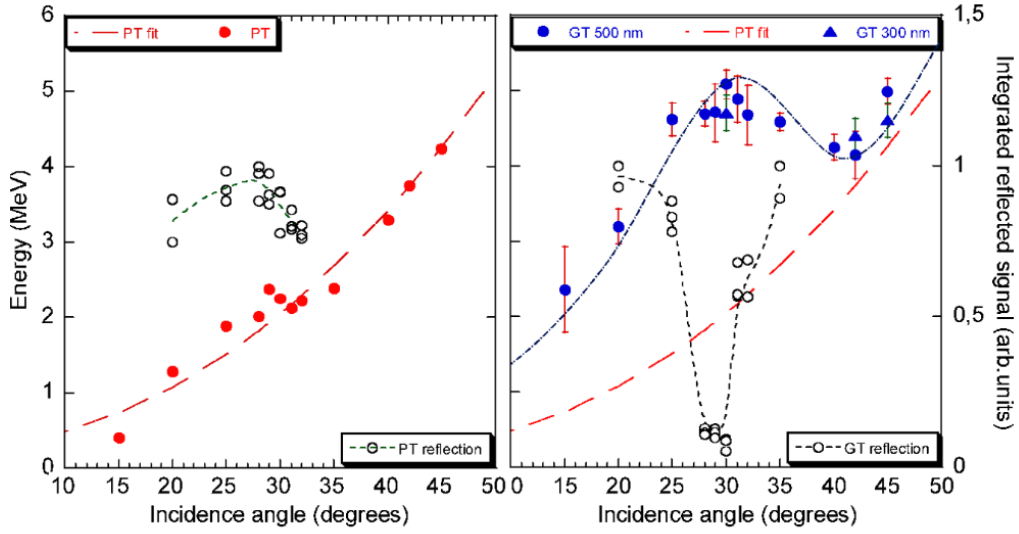 PT fit PT
GT 500 nm PT fit GT 300 nm
6
5
4
3
2
1
0
Energy (MeV)
PT reflection
10 15 20 25 30 35 40 45 50
Incidence angle (degrees)
GT reflection
0 15 20 25 30 35 40 45 50
Incidence angle (degrees)
1,5
1
0,5
0
Integrated reflected signal (arb.units)